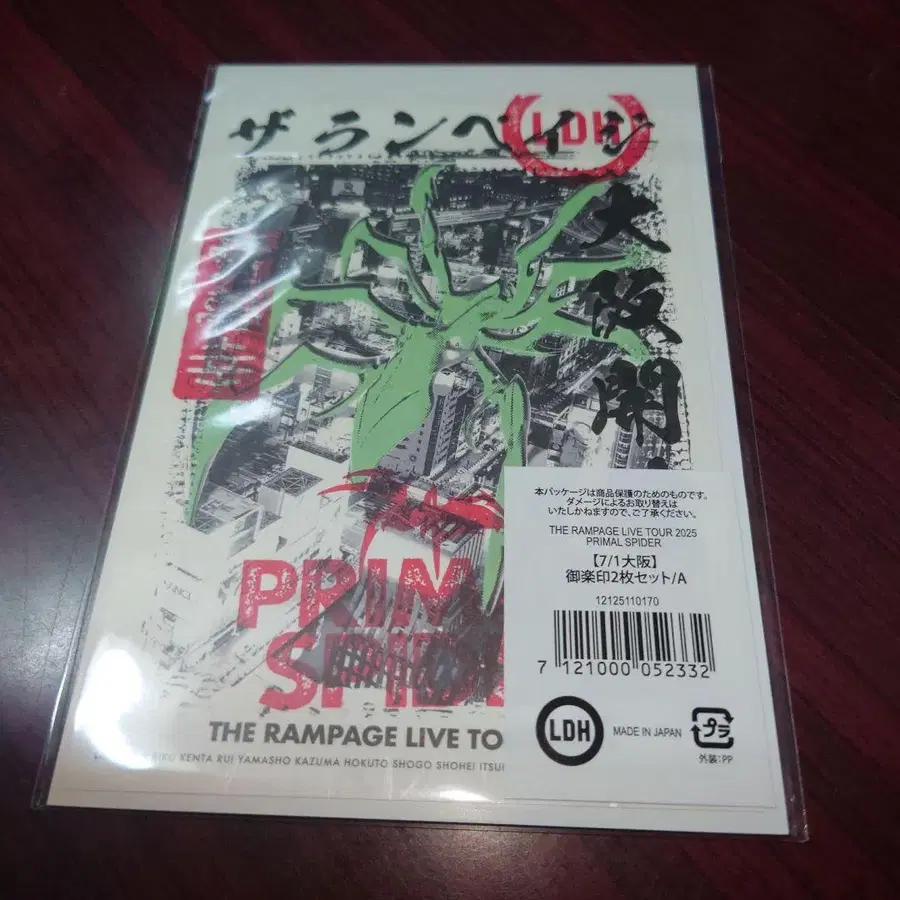 ザランペイジ
LDH
大阪開
PRIM
SPID
THE RAMPAGE LIVE TO
KENTA RUI YAMASHO KAZUMA HOKUTO SHOGO SHOHEI ITSU
本パッケージは商品保護のためのものです。
ダメージによるお取り替えは
いたしかねますので、ご了承ください。
THE RAMPAGE LIVE TOUR 2025
PRIMAL SPIDER
【7/1大阪】
御楽印2枚セット/A
12125110170
7 121000 052332
LDH
MADE IN JAPAN
プラ
外装:PP